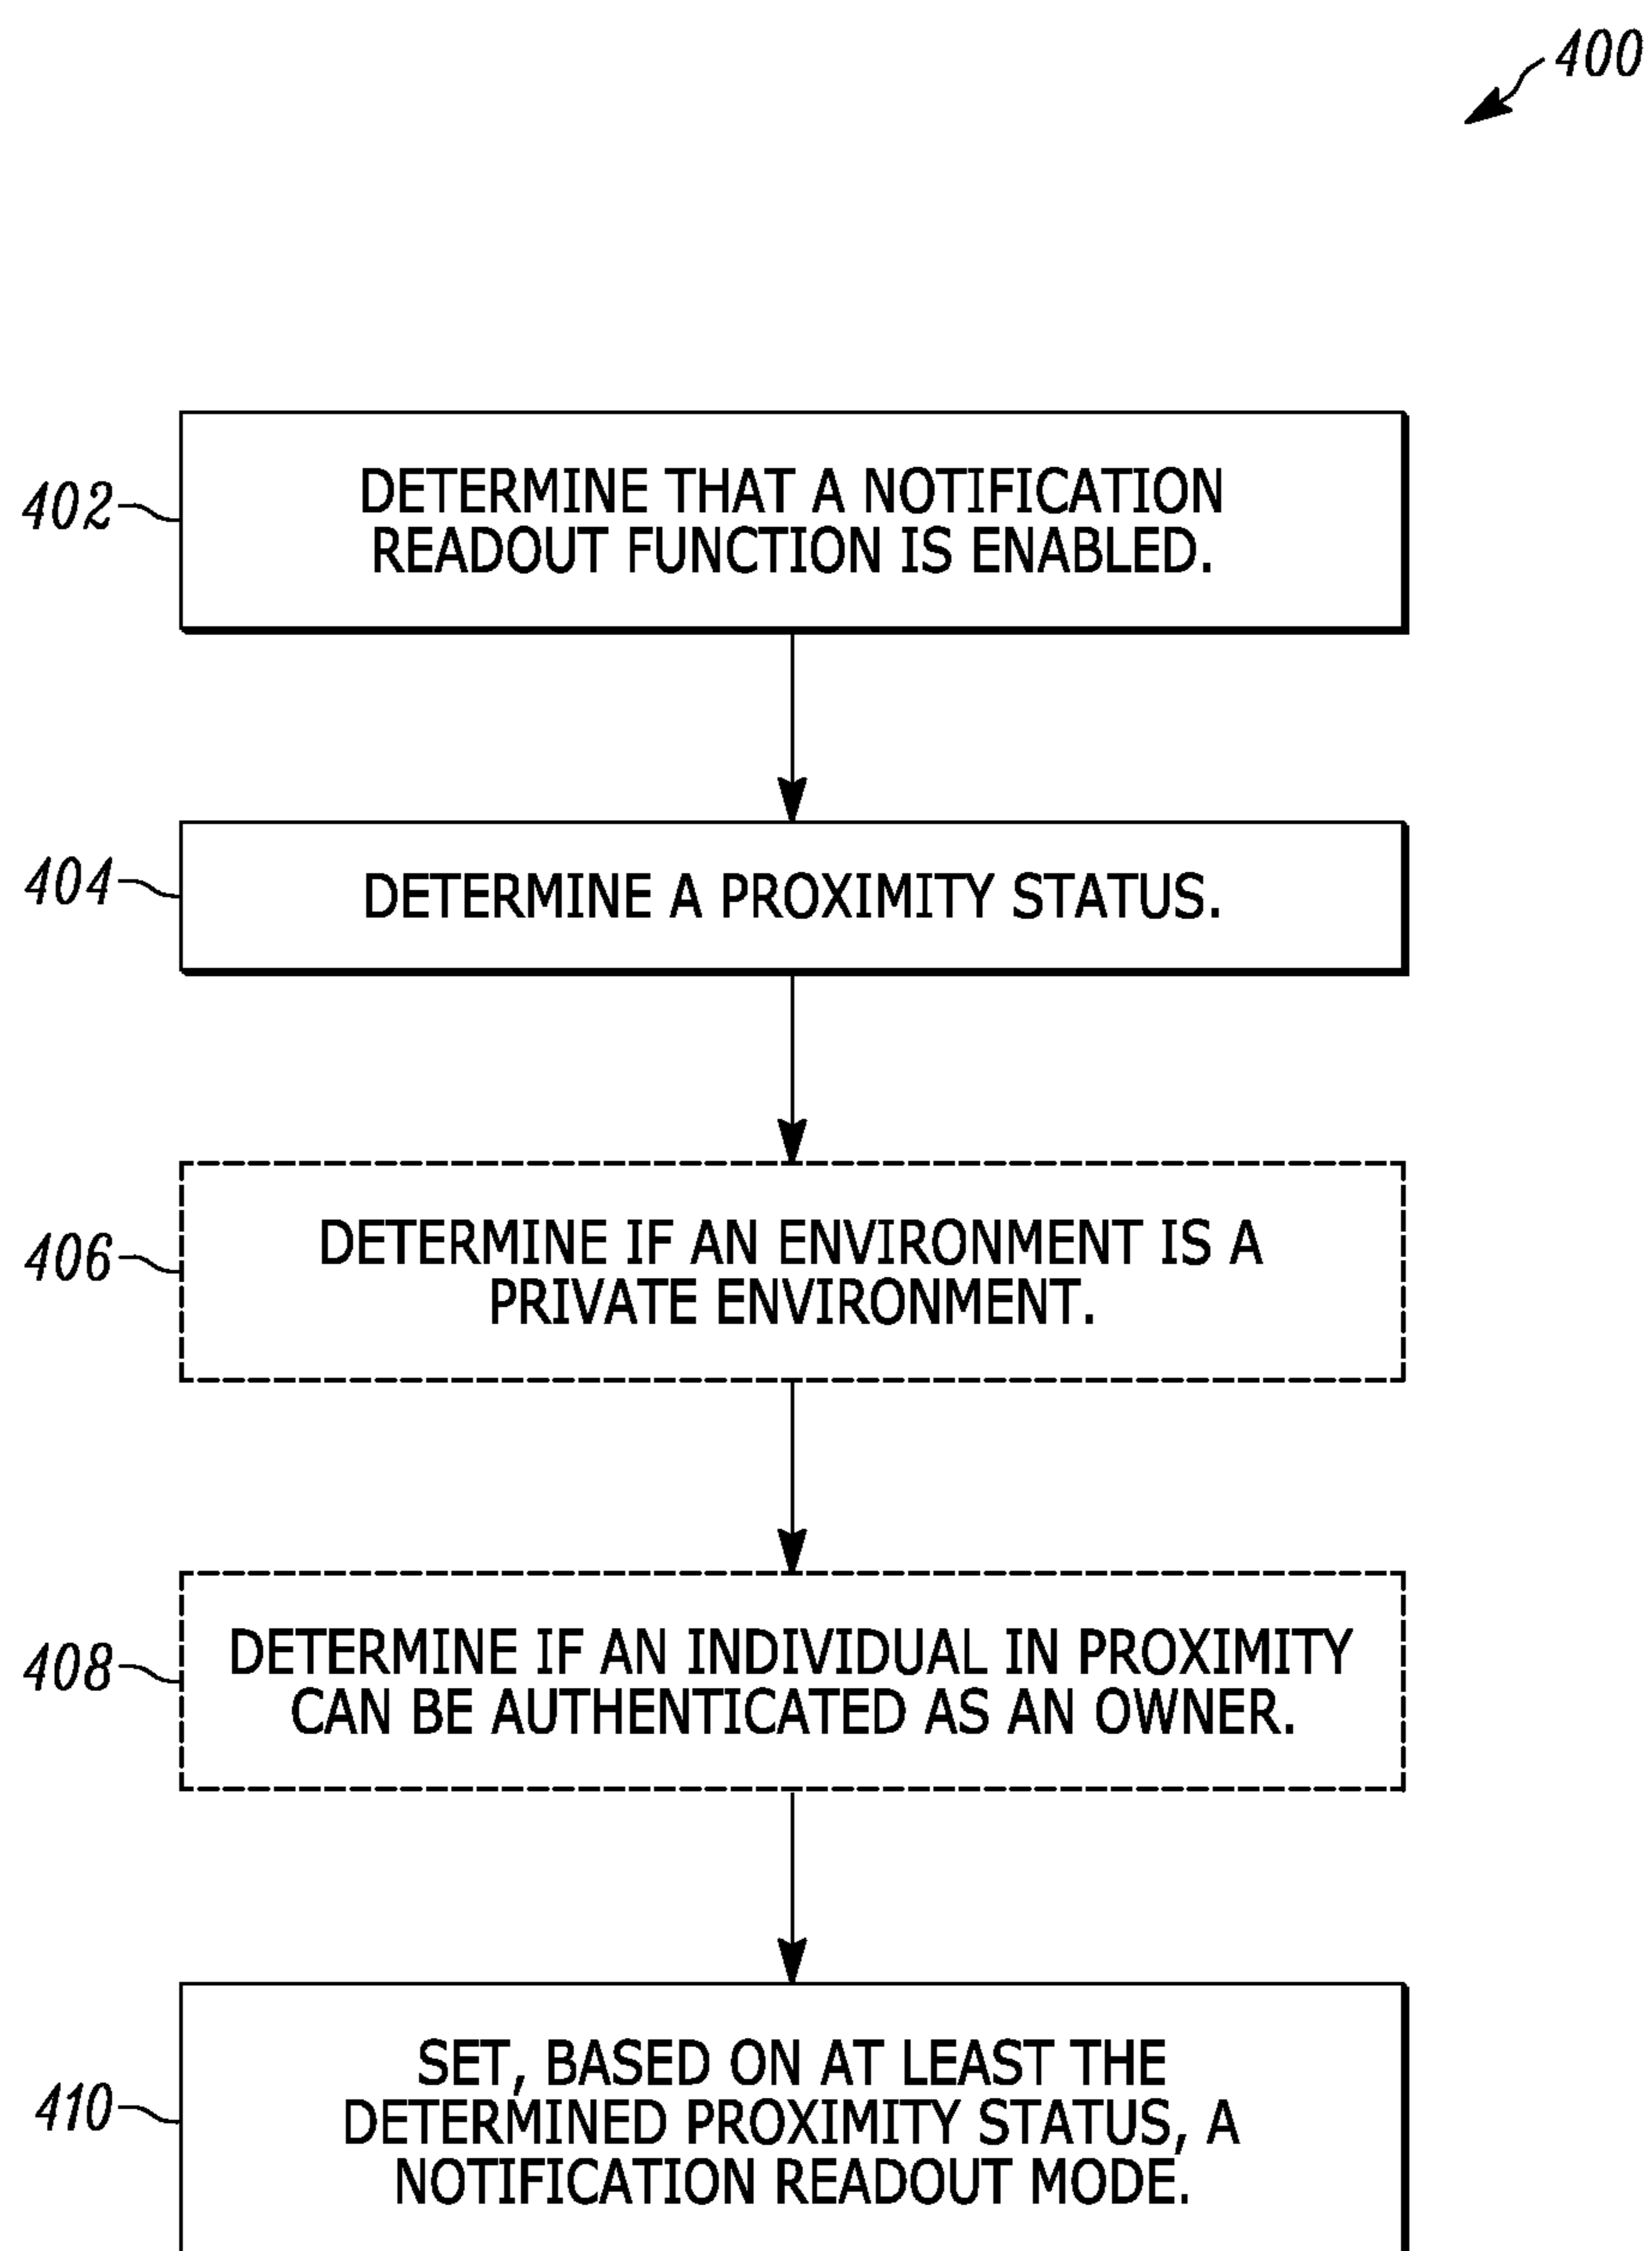 400
402
DETERMINE THAT A NOTIFICATION
READOUT FUNCTION IS ENABLED.
404
DETERMINE A PROXIMITY STATUS.
406
DETERMINE IF AN ENVIRONMENT IS A
PRIVATE ENVIRONMENT.
408
DETERMINE IF AN INDIVIDUAL IN PROXIMITY
CAN BE AUTHENTICATED AS AN OWNER.
410
SET, BASED ON AT LEAST THE
DETERMINED PROXIMITY STATUS, A
NOTIFICATION READOUT MODE.